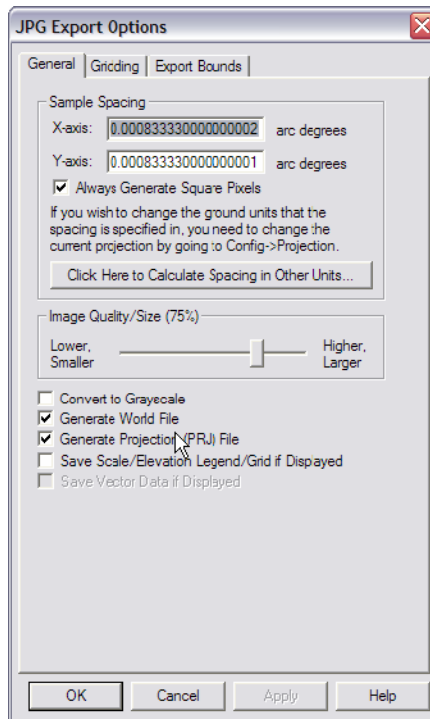 JPG Export Options
General Gridding Export Bounds
Sample Spacing
X-axis: 0.000833330000000002 arc degrees
Y-axis: 0.000833330000000001 arc degrees
Always Generate Square Pixels
If you wish to change the ground units that the
spacing is specified in, you need to change the
current projection by going to Config->Projection.
Click Here to Calculate Spacing in Other Units...
Image Quality/Size (75%)
Lower, Higher,
Smaller Larger
Convert to Grayscale
Generate World File
Generate Projection (PRJ) File
Save Scale/Elevation Legend/Grid if Displayed
Save Vector Data if Displayed
OK Cancel Apply Help